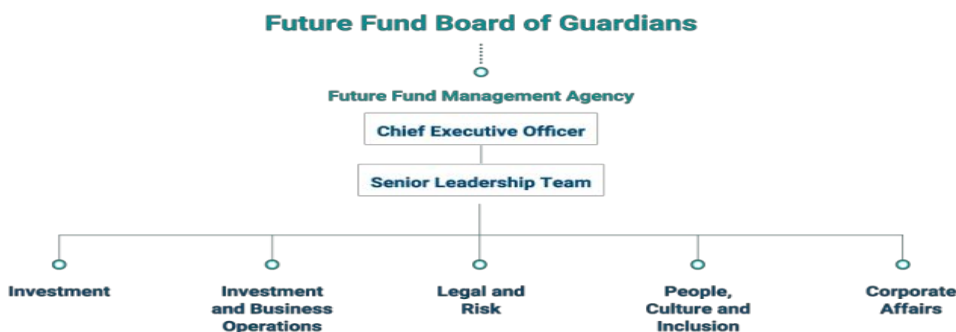 Future Fund Board of Guardians
Future Fund Management Agency
Chief Executive Officer
Senior Leadership Team
Investment
Investment
and Business
Operations
Legal and
Risk
People,
Culture and
Inclusion
Corporate
Affairs